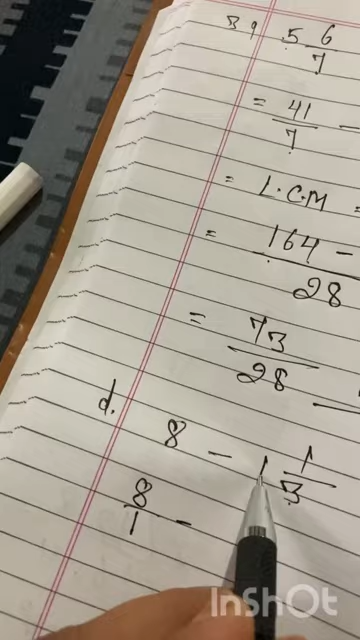 3, 5 6/7
= 41/7 -
= L.C.M =
= 164 - / 28
= 73/28
d. 8 - 1 1/3
8/1 -
InShOt